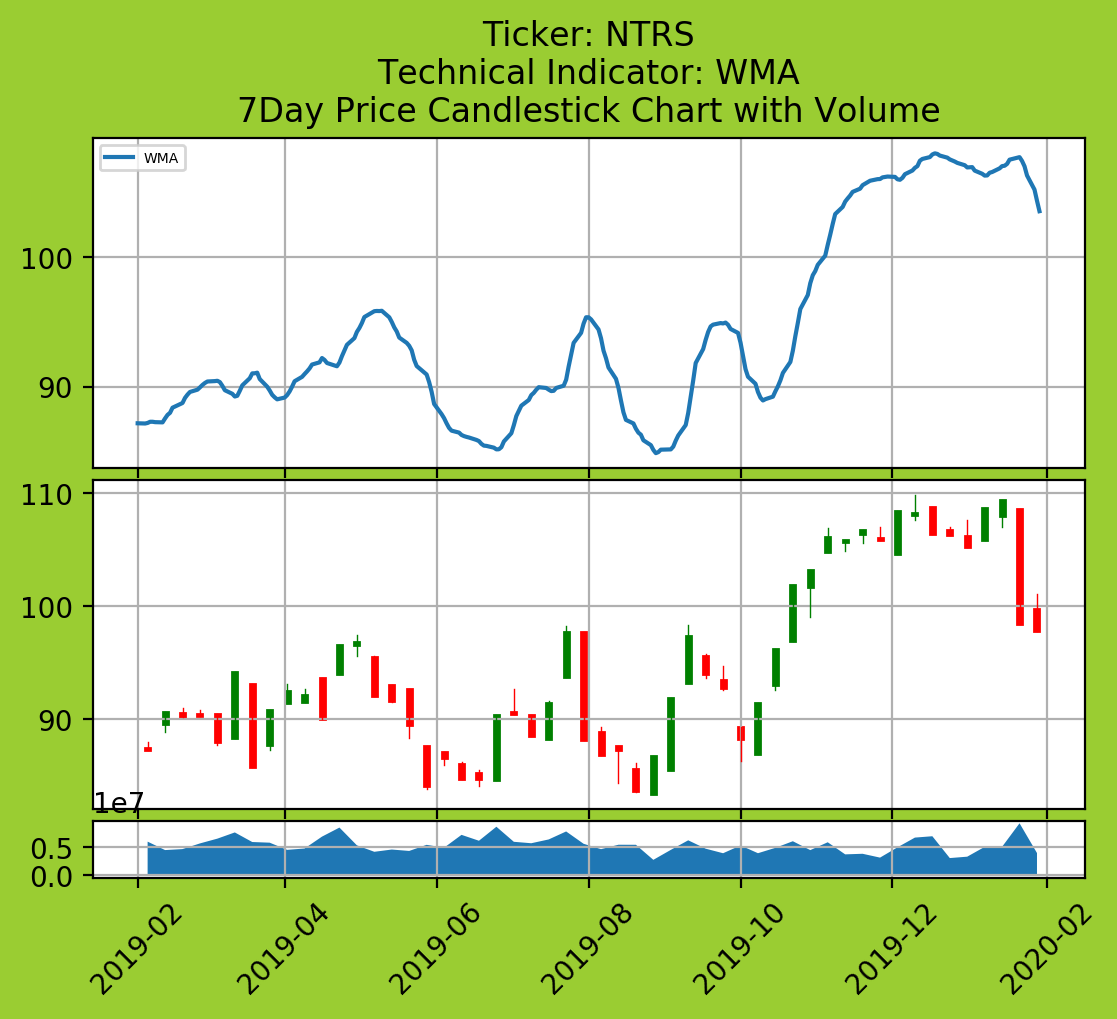 Ticker: NTRS
Technical Indicator: WMA
7Day Price Candlestick Chart with Volume
WMA
100
90
110
100
90
1e7
0.5
0.0
2019-02
2019-04
2019-06
2019-08
2019-10
2019-12
2020-02